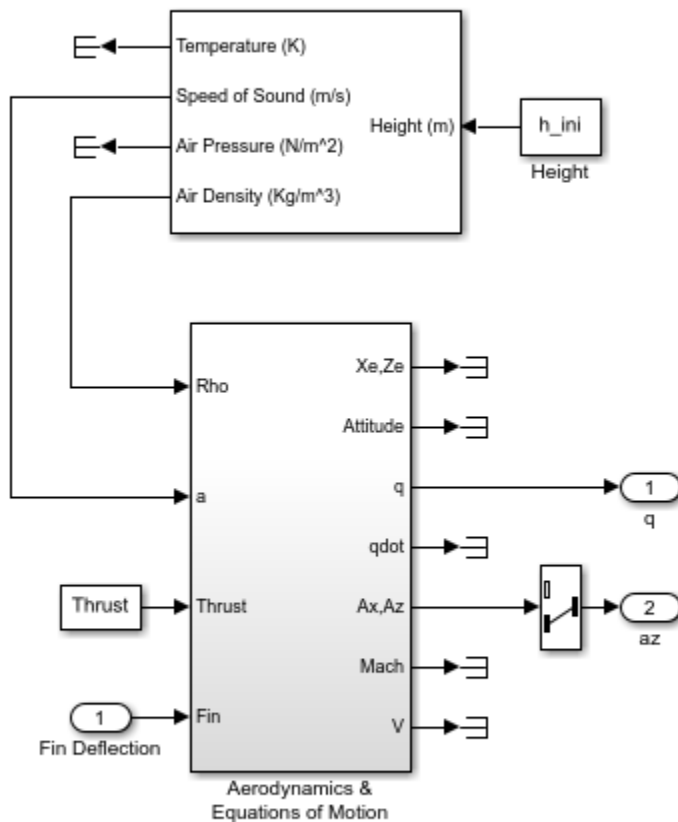 Temperature (K)
Speed of Sound (m/s)
Air Pressure (N/m^2)
Air Density (Kg/m^3)
Height (m)
h_ini
Height
Rho
a
Thrust
Fin
Xe,Ze
Attitude
q
qdot
Ax,Az
Mach
V
Thrust
1
Fin Deflection
1
q
2
az
Aerodynamics &
Equations of Motion